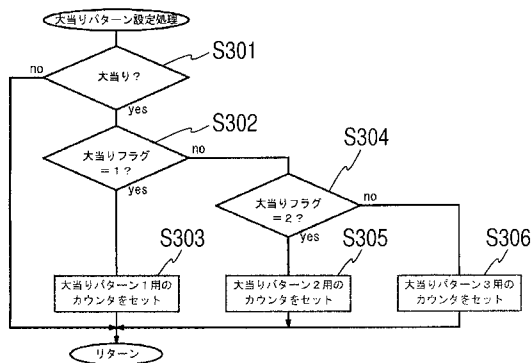 大当りパターン設定処理
S301
no
大当り?
yes
S302
大当りフラグ
=1?
no
yes
S304
大当りフラグ
=2?
no
yes
S303
S305
S306
大当りパターン1用の
カウンタをセット
大当りパターン2用の
カウンタをセット
大当りパターン3用の
カウンタをセット
リターン